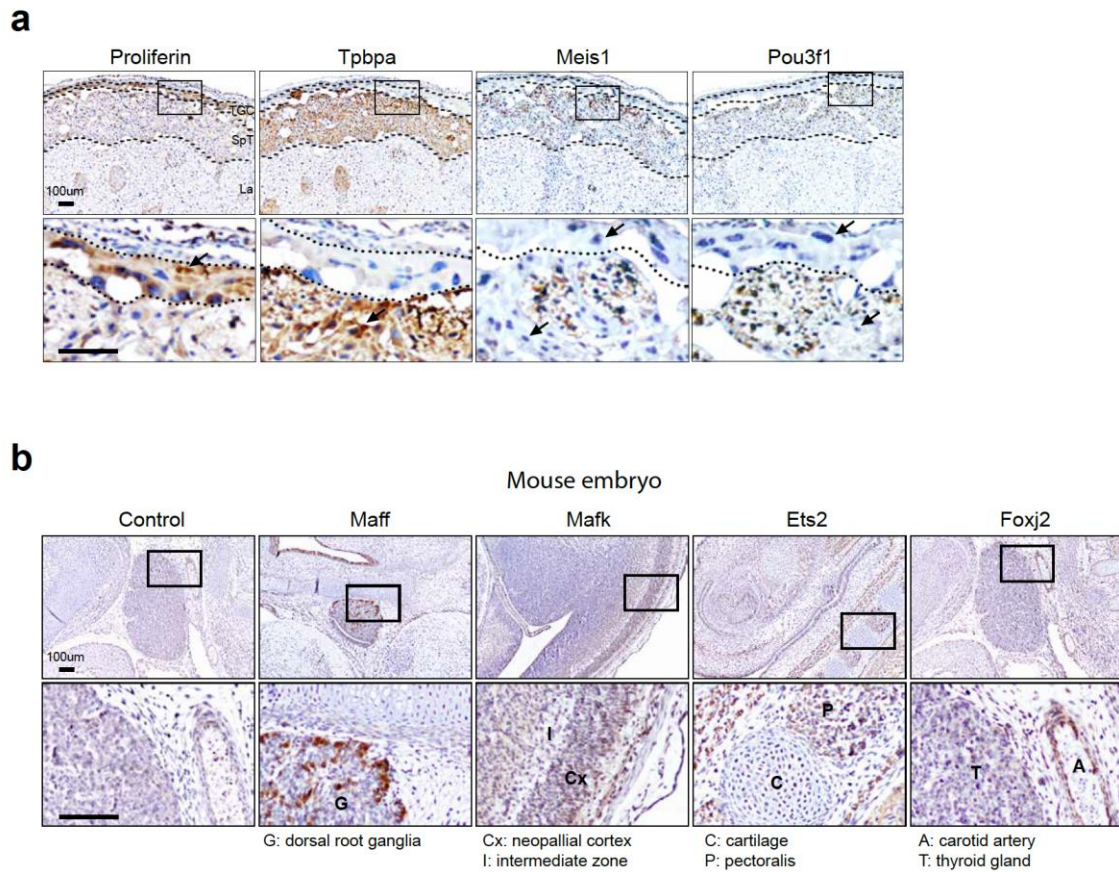 a
Proliferin
Tpbpa
Meis1
Pou3f1
TGC
SpT
La
100um
b
Mouse embryo
Control
Maff
Mafk
Ets2
Foxj2
100um
G
I
Cx
P
C
T
A
G: dorsal root ganglia
Cx: neopallial cortex
I: intermediate zone
C: cartilage
P: pectoralis
A: carotid artery
T: thyroid gland